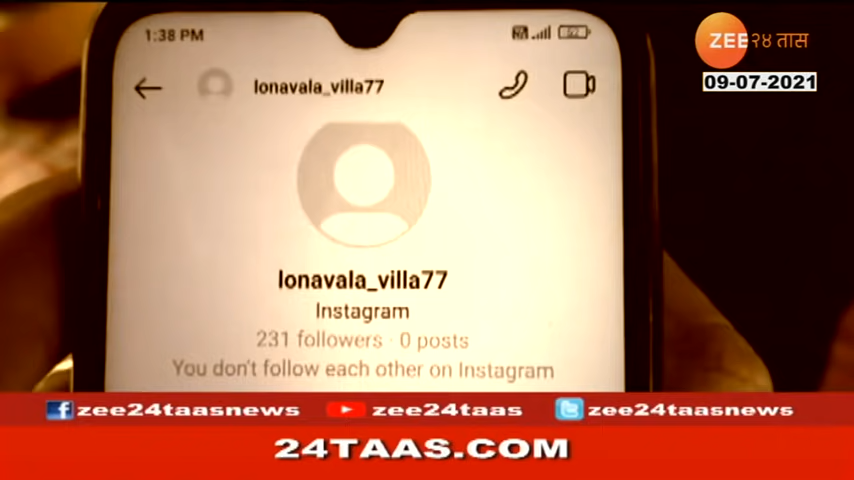 1:38 PM
ZEE २४ तास
09-07-2021
lonavala_villa77
lonavala_villa77
Instagram
231 followers · 0 posts
You don't follow each other on Instagram
zee24taasnews zee24taas zee24taasnews
24TAAS.COM